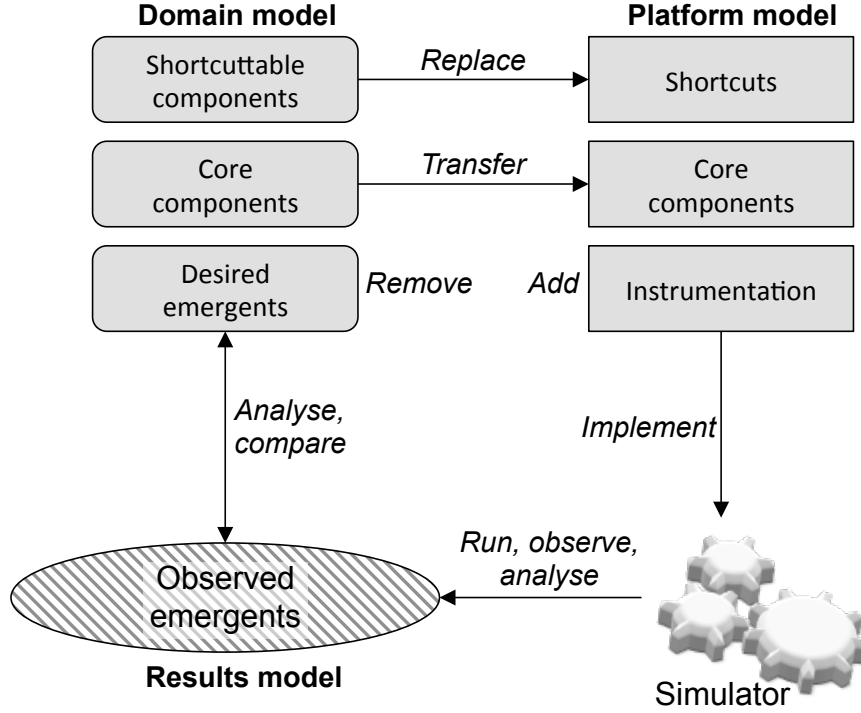 Domain model
Platform model
Shortcuttable
components
Replace
Shortcuts
Core
components
Transfer
Core
components
Desired
emergents
Remove
Add
Instrumentation
Analyse,
compare
Implement
Run, observe,
analyse
Observed
emergents
Results model
Simulator